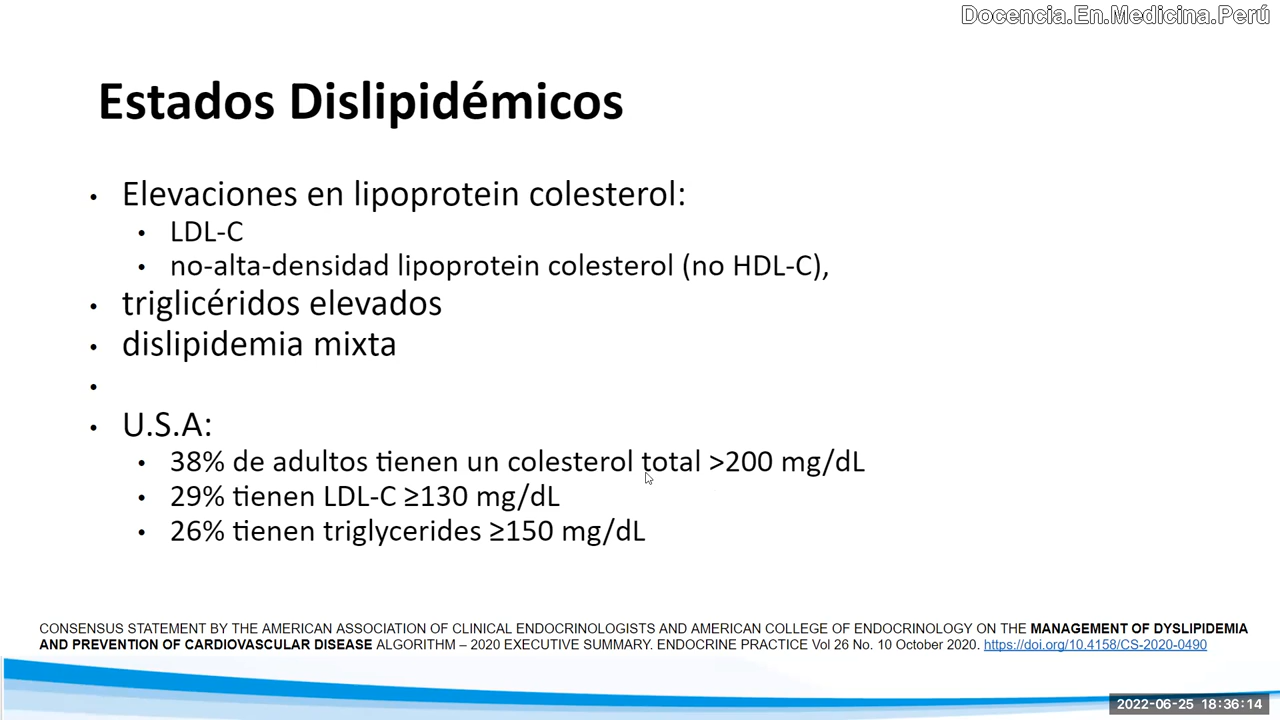 Docencia.En.Medicina.Perú
Estados Dislipidémicos
• Elevaciones en lipoprotein colesterol:
• LDL-C
• no-alta-densidad lipoprotein colesterol (no HDL-C),
• triglicéridos elevados
• dislipidemia mixta
•
• U.S.A:
• 38% de adultos tienen un colesterol total >200 mg/dL
• 29% tienen LDL-C ≥130 mg/dL
• 26% tienen triglycerides ≥150 mg/dL
CONSENSUS STATEMENT BY THE AMERICAN ASSOCIATION OF CLINICAL ENDOCRINOLOGISTS AND AMERICAN COLLEGE OF ENDOCRINOLOGY ON THE MANAGEMENT OF DYSLIPIDEMIA
AND PREVENTION OF CARDIOVASCULAR DISEASE ALGORITHM – 2020 EXECUTIVE SUMMARY. ENDOCRINE PRACTICE Vol 26 No. 10 October 2020. https://doi.org/10.4158/CS-2020-0490
2022-06-25 18:36:14